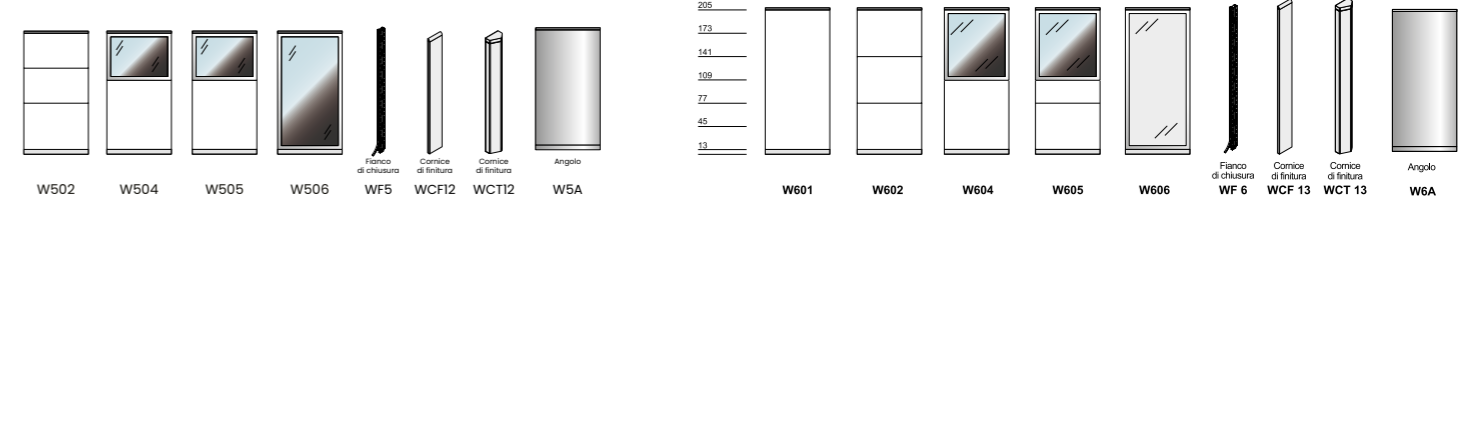 Fianco
di chiusura
Cornice
di finitura
Cornice
di finitura
Angolo
W502
W504
W505
W506
WF5
WCF12
WCT12
W5A
205
173
141
109
77
45
13
Fianco
di chiusura
Cornice
di finitura
Cornice
di finitura
Angolo
W601
W602
W604
W605
W606
WF 6
WCF 13
WCT 13
W6A